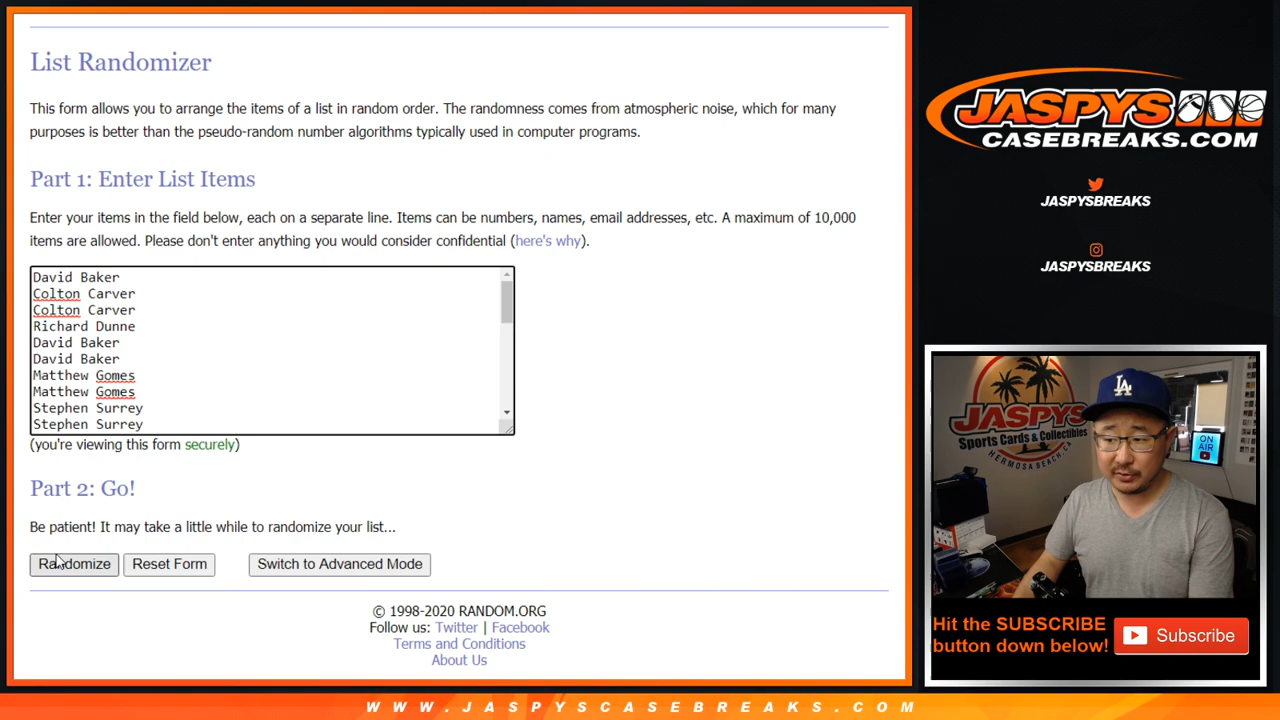 List Randomizer
This form allows you to arrange the items of a list in random order. The randomness comes from atmospheric noise, which for many
purposes is better than the pseudo-random number algorithms typically used in computer programs.
Part 1: Enter List Items
Enter your items in the field below, each on a separate line. Items can be numbers, names, email addresses, etc. A maximum of 10,000
items are allowed. Please don't enter anything you would consider confidential (here's why).
David Baker
Colton Carver
Colton Carver
Richard Dunne
David Baker
David Baker
Matthew Gomes
Matthew Gomes
Stephen Surrey
Stephen Surrey
(you're viewing this form securely)
Part 2: Go!
Be patient! It may take a little while to randomize your list...
Randomize
Reset Form
Switch to Advanced Mode
© 1998-2020 RANDOM.ORG
Follow us: Twitter | Facebook
Terms and Conditions
About Us
JASPYS
CASEBREAKS.COM
JASPYSBREAKS
JASPYSBREAKS
JASPYS
Sports Cards & Collectibles
HERMOSA BEACH, CA
LA
ON
AIR
Hit the SUBSCRIBE
button down below!
Subscribe
WWW.JASPYSCASEBREAKS.COM